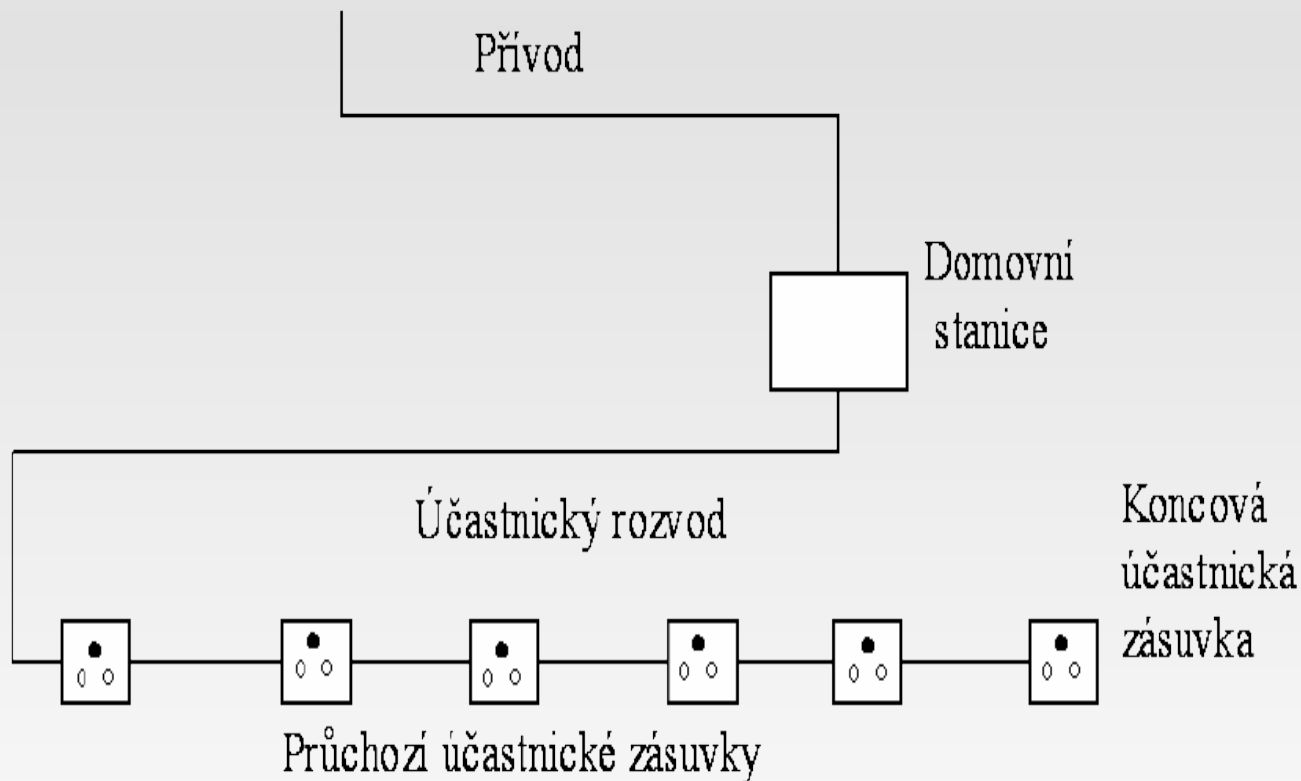 Přívod
Domovní
stanice
Účastnický rozvod
Koncová
účastnická
zásuvka
Průchozí účastnické zásuvky